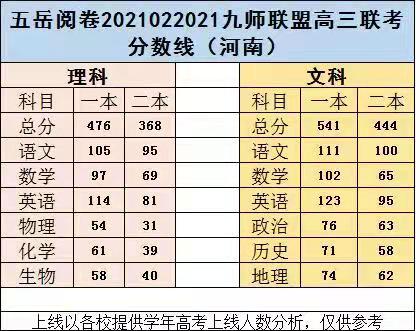 五岳阅卷2021022021九师联盟高三联考
分数线（河南）
理科 文科
科目 一本 二本 科目 一本 二本
总分 476 368 总分 541 444
语文 105 95 语文 111 100
数学 97 69 数学 102 65
英语 114 81 英语 123 95
物理 54 31 政治 76 63
化学 61 39 历史 71 58
生物 58 40 地理 74 62
上线以各校提供学年高考上线人数分析，仅供参考